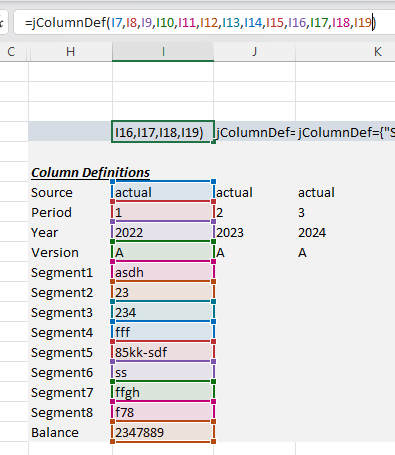 =jColumnDef(I7,I8,I9,I10,I11,I12,I13,I14,I15,I16,I17,I18,I19)
C H I J K
I16,I17,I18,I19) jColumnDef= jColumnDef={"S
Column Definitions
Source actual actual actual
Period 1 2 3
Year 2022 2023 2024
Version A A A
Segment1 asdh
Segment2 23
Segment3 234
Segment4 fff
Segment5 85kk-sdf
Segment6 ss
Segment7 ffgh
Segment8 f78
Balance 2347889